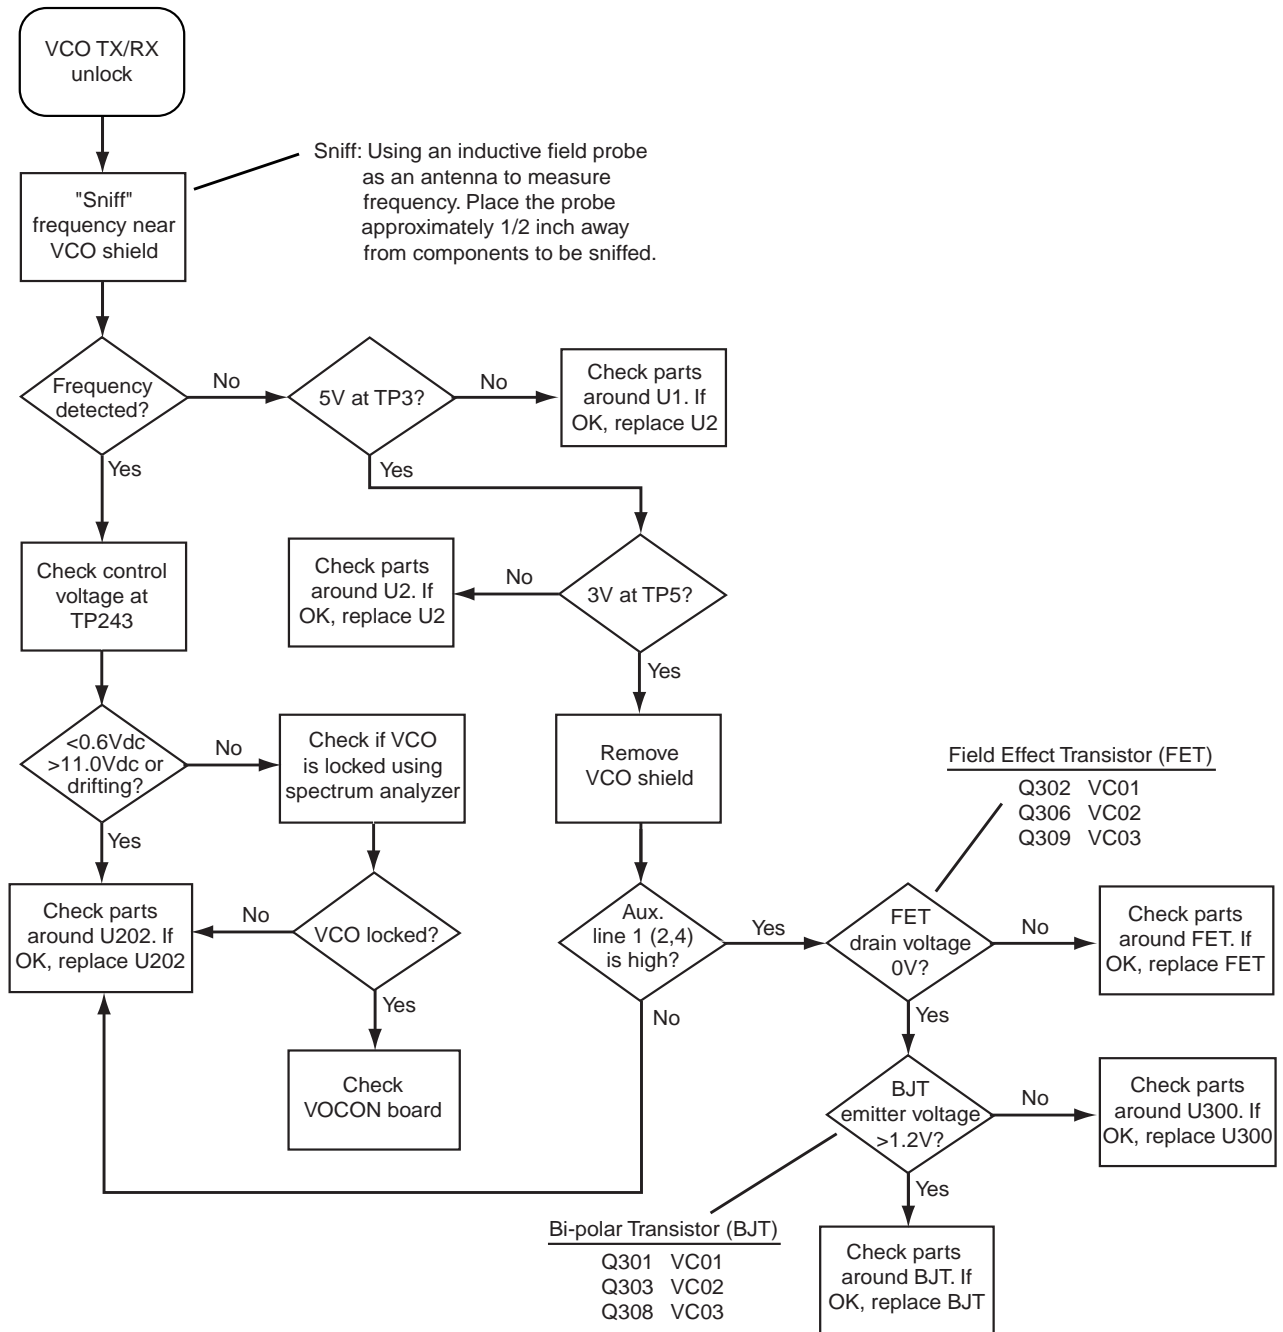 VCO TX/RX
unlock
"Sniff"
frequency near
VCO shield
Sniff: Using an inductive field probe
as an antenna to measure
frequency. Place the probe
approximately 1/2 inch away
from components to be sniffed.
Frequency
detected?
No
Yes
5V at TP3?
No
Yes
Check parts
around U1. If
OK, replace U2
Check control
voltage at
TP243
Check parts
around U2. If
OK, replace U2
No
3V at TP5?
Yes
<0.6Vdc
>11.0Vdc or
drifting?
No
Yes
Check if VCO
is locked using
spectrum analyzer
Remove
VCO shield
Field Effect Transistor (FET)
Q302 VC01
Q306 VC02
Q309 VC03
Check parts
around U202. If
OK, replace U202
No
VCO locked?
Yes
Aux.
line 1 (2,4)
is high?
Yes
No
FET
drain voltage
0V?
No
Yes
Check parts
around FET. If
OK, replace FET
Check
VOCON board
BJT
emitter voltage
>1.2V?
No
Yes
Check parts
around U300. If
OK, replace U300
Bi-polar Transistor (BJT)
Q301 VC01
Q303 VC02
Q308 VC03
Check parts
around BJT. If
OK, replace BJT